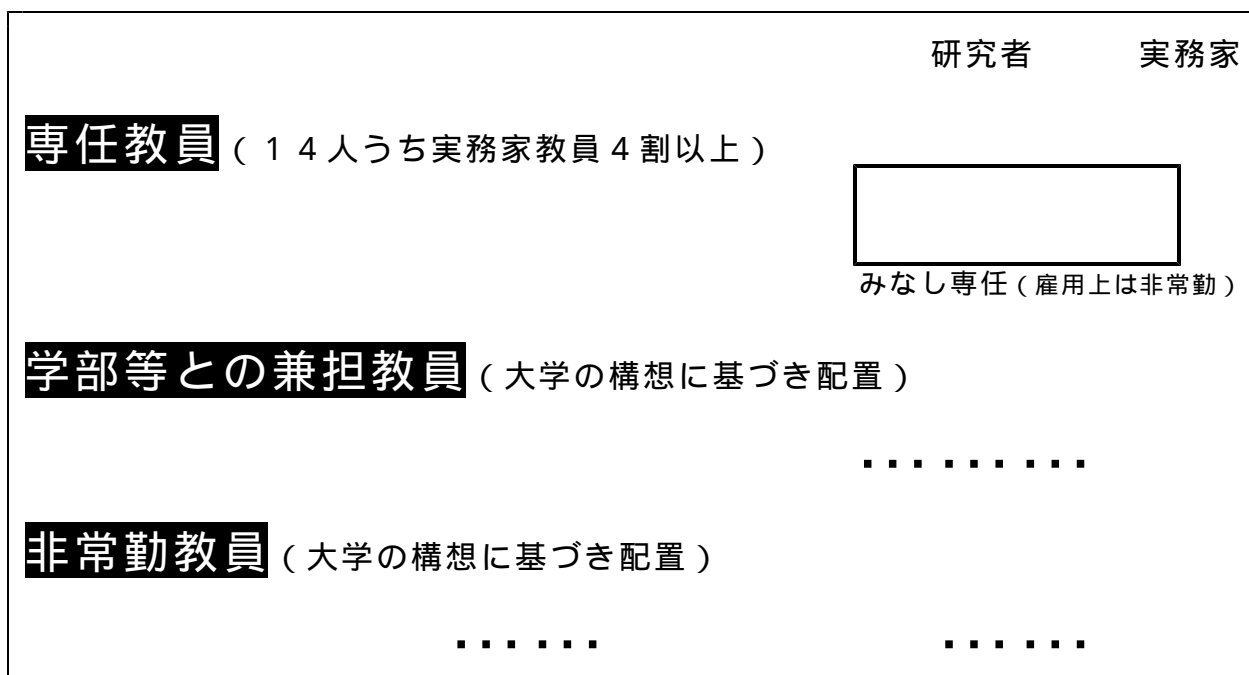 研究者 実務家
専任教員（１４人うち実務家教員４割以上）
みなし専任（雇用上は非常勤）
学部等との兼担教員（大学の構想に基づき配置）
．．．．．．．．．
非常勤教員（大学の構想に基づき配置）
．．．．．． ．．．．．．